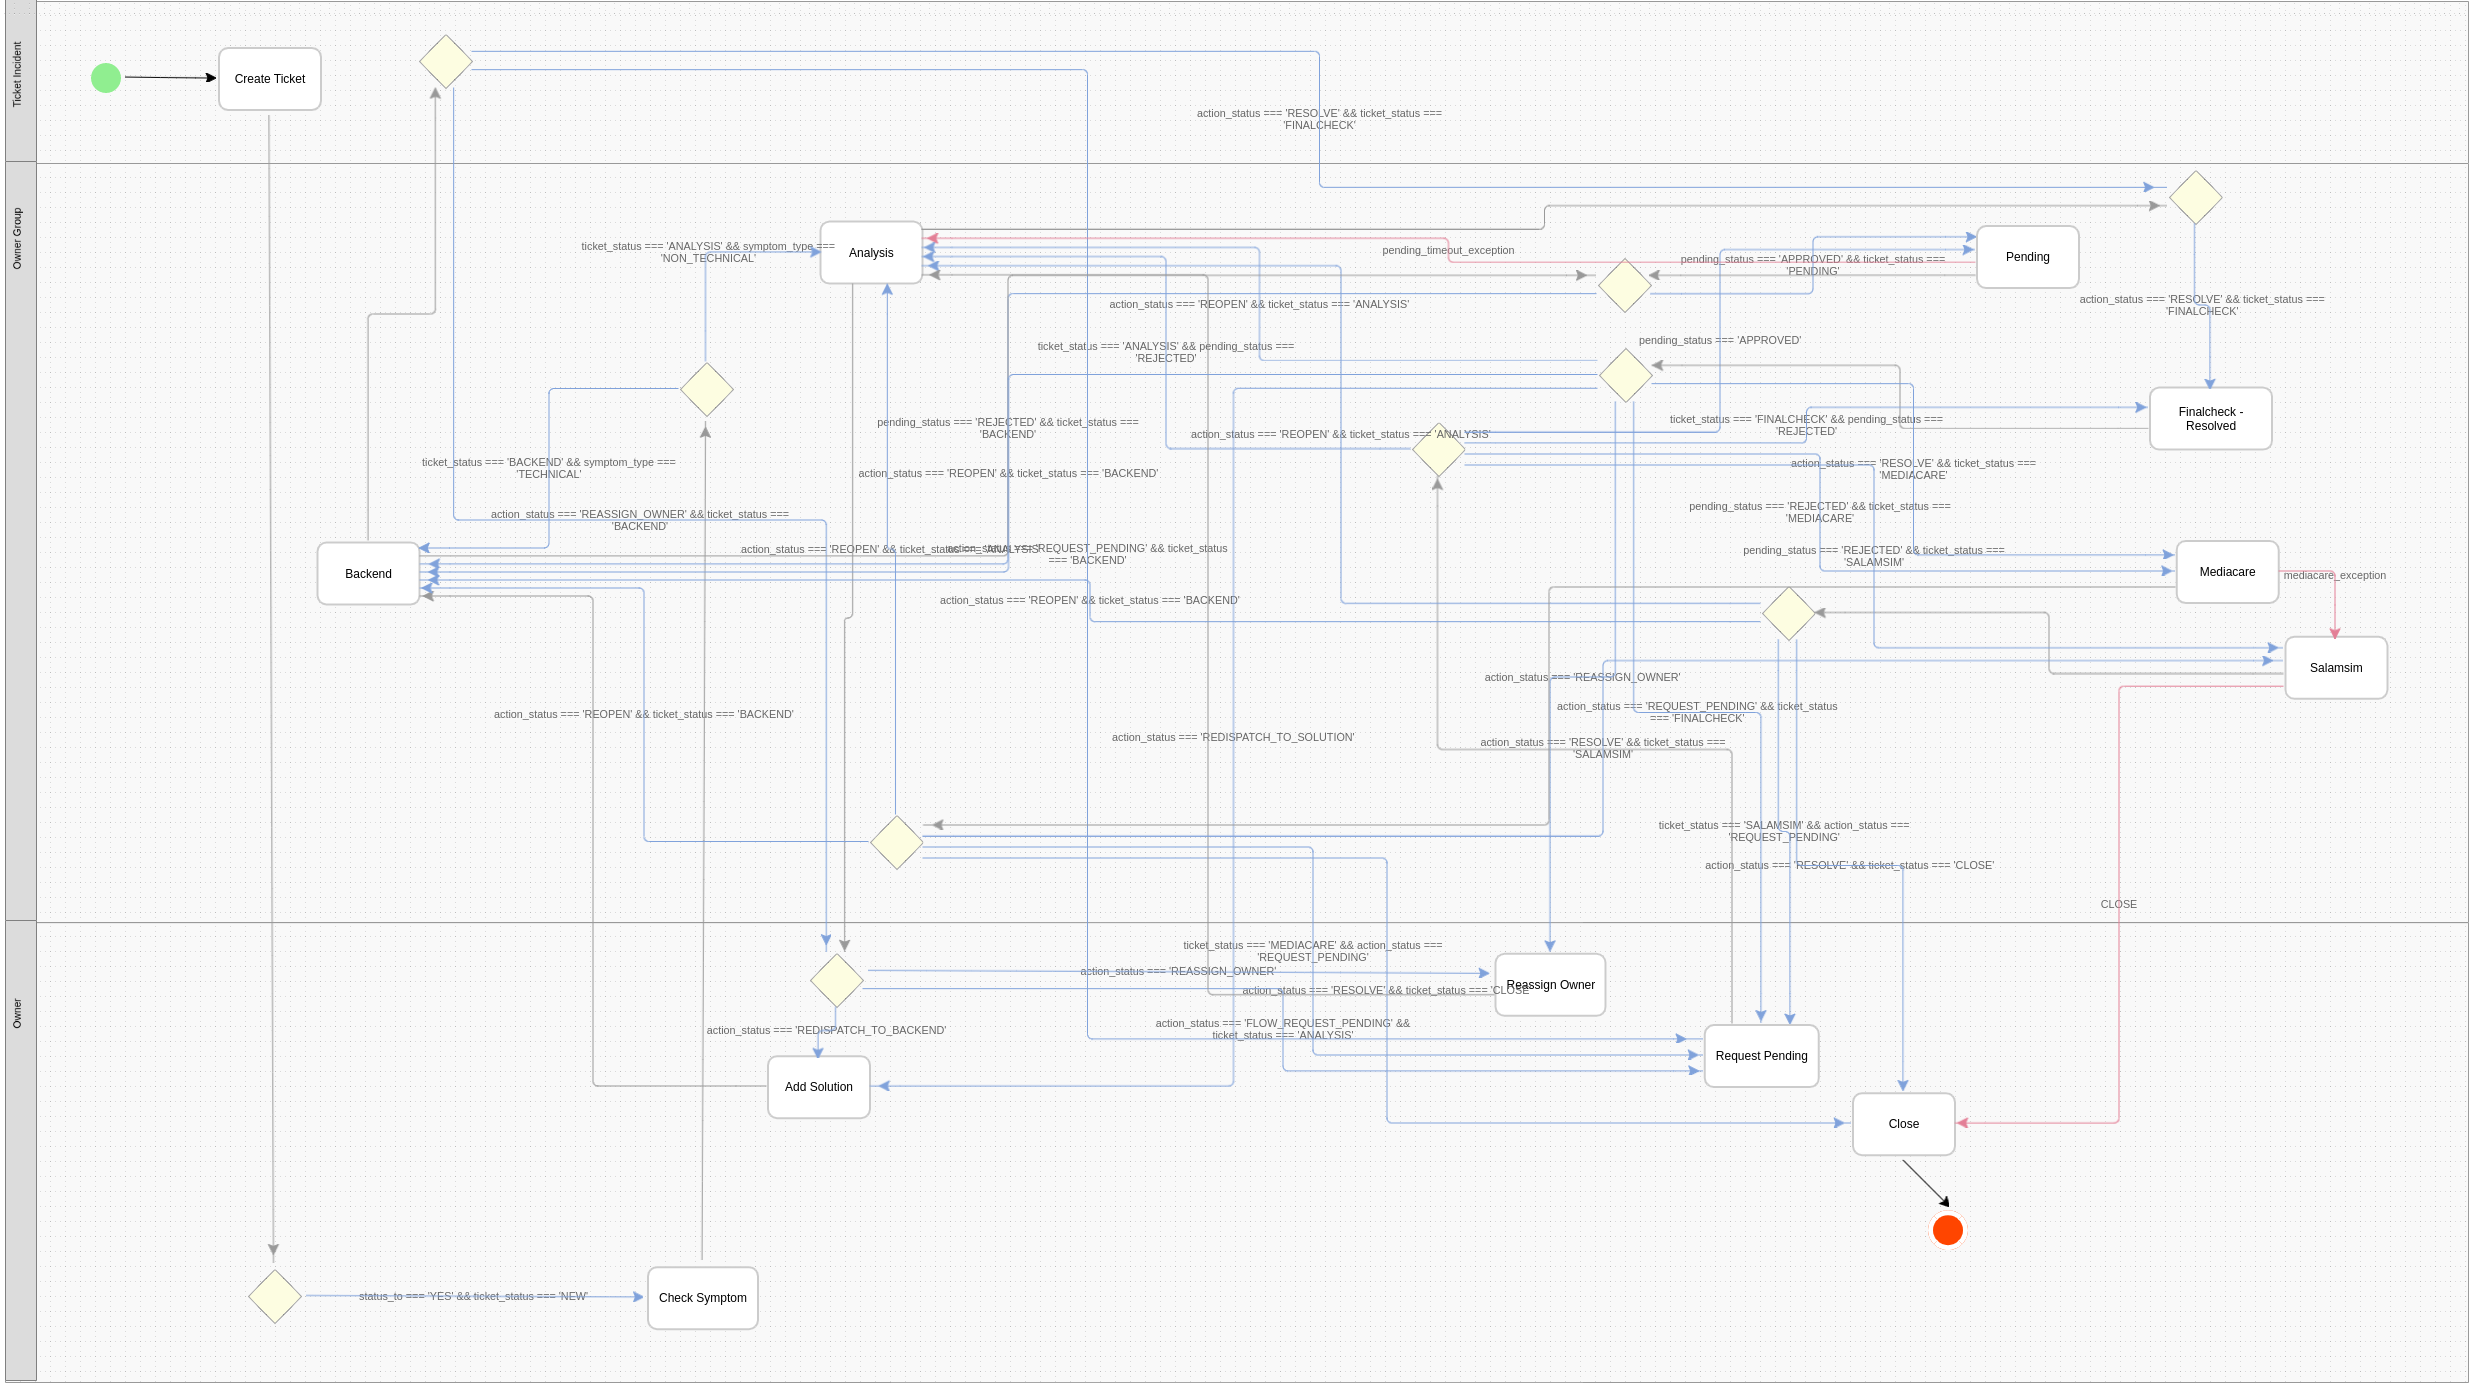 Ticket Incident
Create Ticket
action_status === 'RESOLVE' && ticket_status ===
'FINALCHECK'
Owner Group
ticket_status === 'ANALYSIS' && symptom_type ===
'NON_TECHNICAL'
Analysis
pending_timeout_exception
pending_status === 'APPROVED' && ticket_status ===
'PENDING'
Pending
action_status === 'REOPEN' && ticket_status === 'ANALYSIS'
action_status === 'RESOLVE' && ticket_status ===
'FINALCHECK'
ticket_status === 'ANALYSIS' && pending_status ===
'REJECTED'
pending_status === 'APPROVED'
pending_status === 'REJECTED' && ticket_status ===
'BACKEND'
action_status === 'REOPEN' && ticket_status === 'ANALYSIS'
ticket_status === 'FINALCHECK' && pending_status ===
'REJECTED'
Finalcheck -
Resolved
ticket_status === 'BACKEND' && symptom_type ===
'TECHNICAL'
action_status === 'REOPEN' && ticket_status === 'BACKEND'
action_status === 'RESOLVE' && ticket_status ===
'MEDIACARE'
action_status === 'REASSIGN_OWNER' && ticket_status ===
'BACKEND'
pending_status === 'REJECTED' && ticket_status ===
'MEDIACARE'
action_status === 'REOPEN' && ticket_status === 'ANALYSIS'
action_status === 'REQUEST_PENDING' && ticket_status
=== 'BACKEND'
pending_status === 'REJECTED' && ticket_status ===
'SALAMSIM'
Backend
Mediacare
mediacare_exception
action_status === 'REOPEN' && ticket_status === 'BACKEND'
Salamsim
action_status === 'REASSIGN_OWNER'
action_status === 'REOPEN' && ticket_status === 'BACKEND'
action_status === 'REQUEST_PENDING' && ticket_status
=== 'FINALCHECK'
action_status === 'REDISPATCH_TO_SOLUTION'
action_status === 'RESOLVE' && ticket_status ===
'SALAMSIM'
ticket_status === 'SALAMSIM' && action_status ===
'REQUEST_PENDING'
action_status === 'RESOLVE' && ticket_status === 'CLOSE'
CLOSE
Owner
ticket_status === 'MEDIACARE' && action_status ===
'REQUEST_PENDING'
action_status === 'REASSIGN_OWNER'
action_status === 'RESOLVE' && ticket_status === 'CLOSE'
Reassign Owner
action_status === 'REDISPATCH_TO_BACKEND'
action_status === 'FLOW_REQUEST_PENDING' &&
ticket_status === 'ANALYSIS'
Request Pending
Add Solution
Close
status_to === 'YES' && ticket_status === 'NEW'
Check Symptom